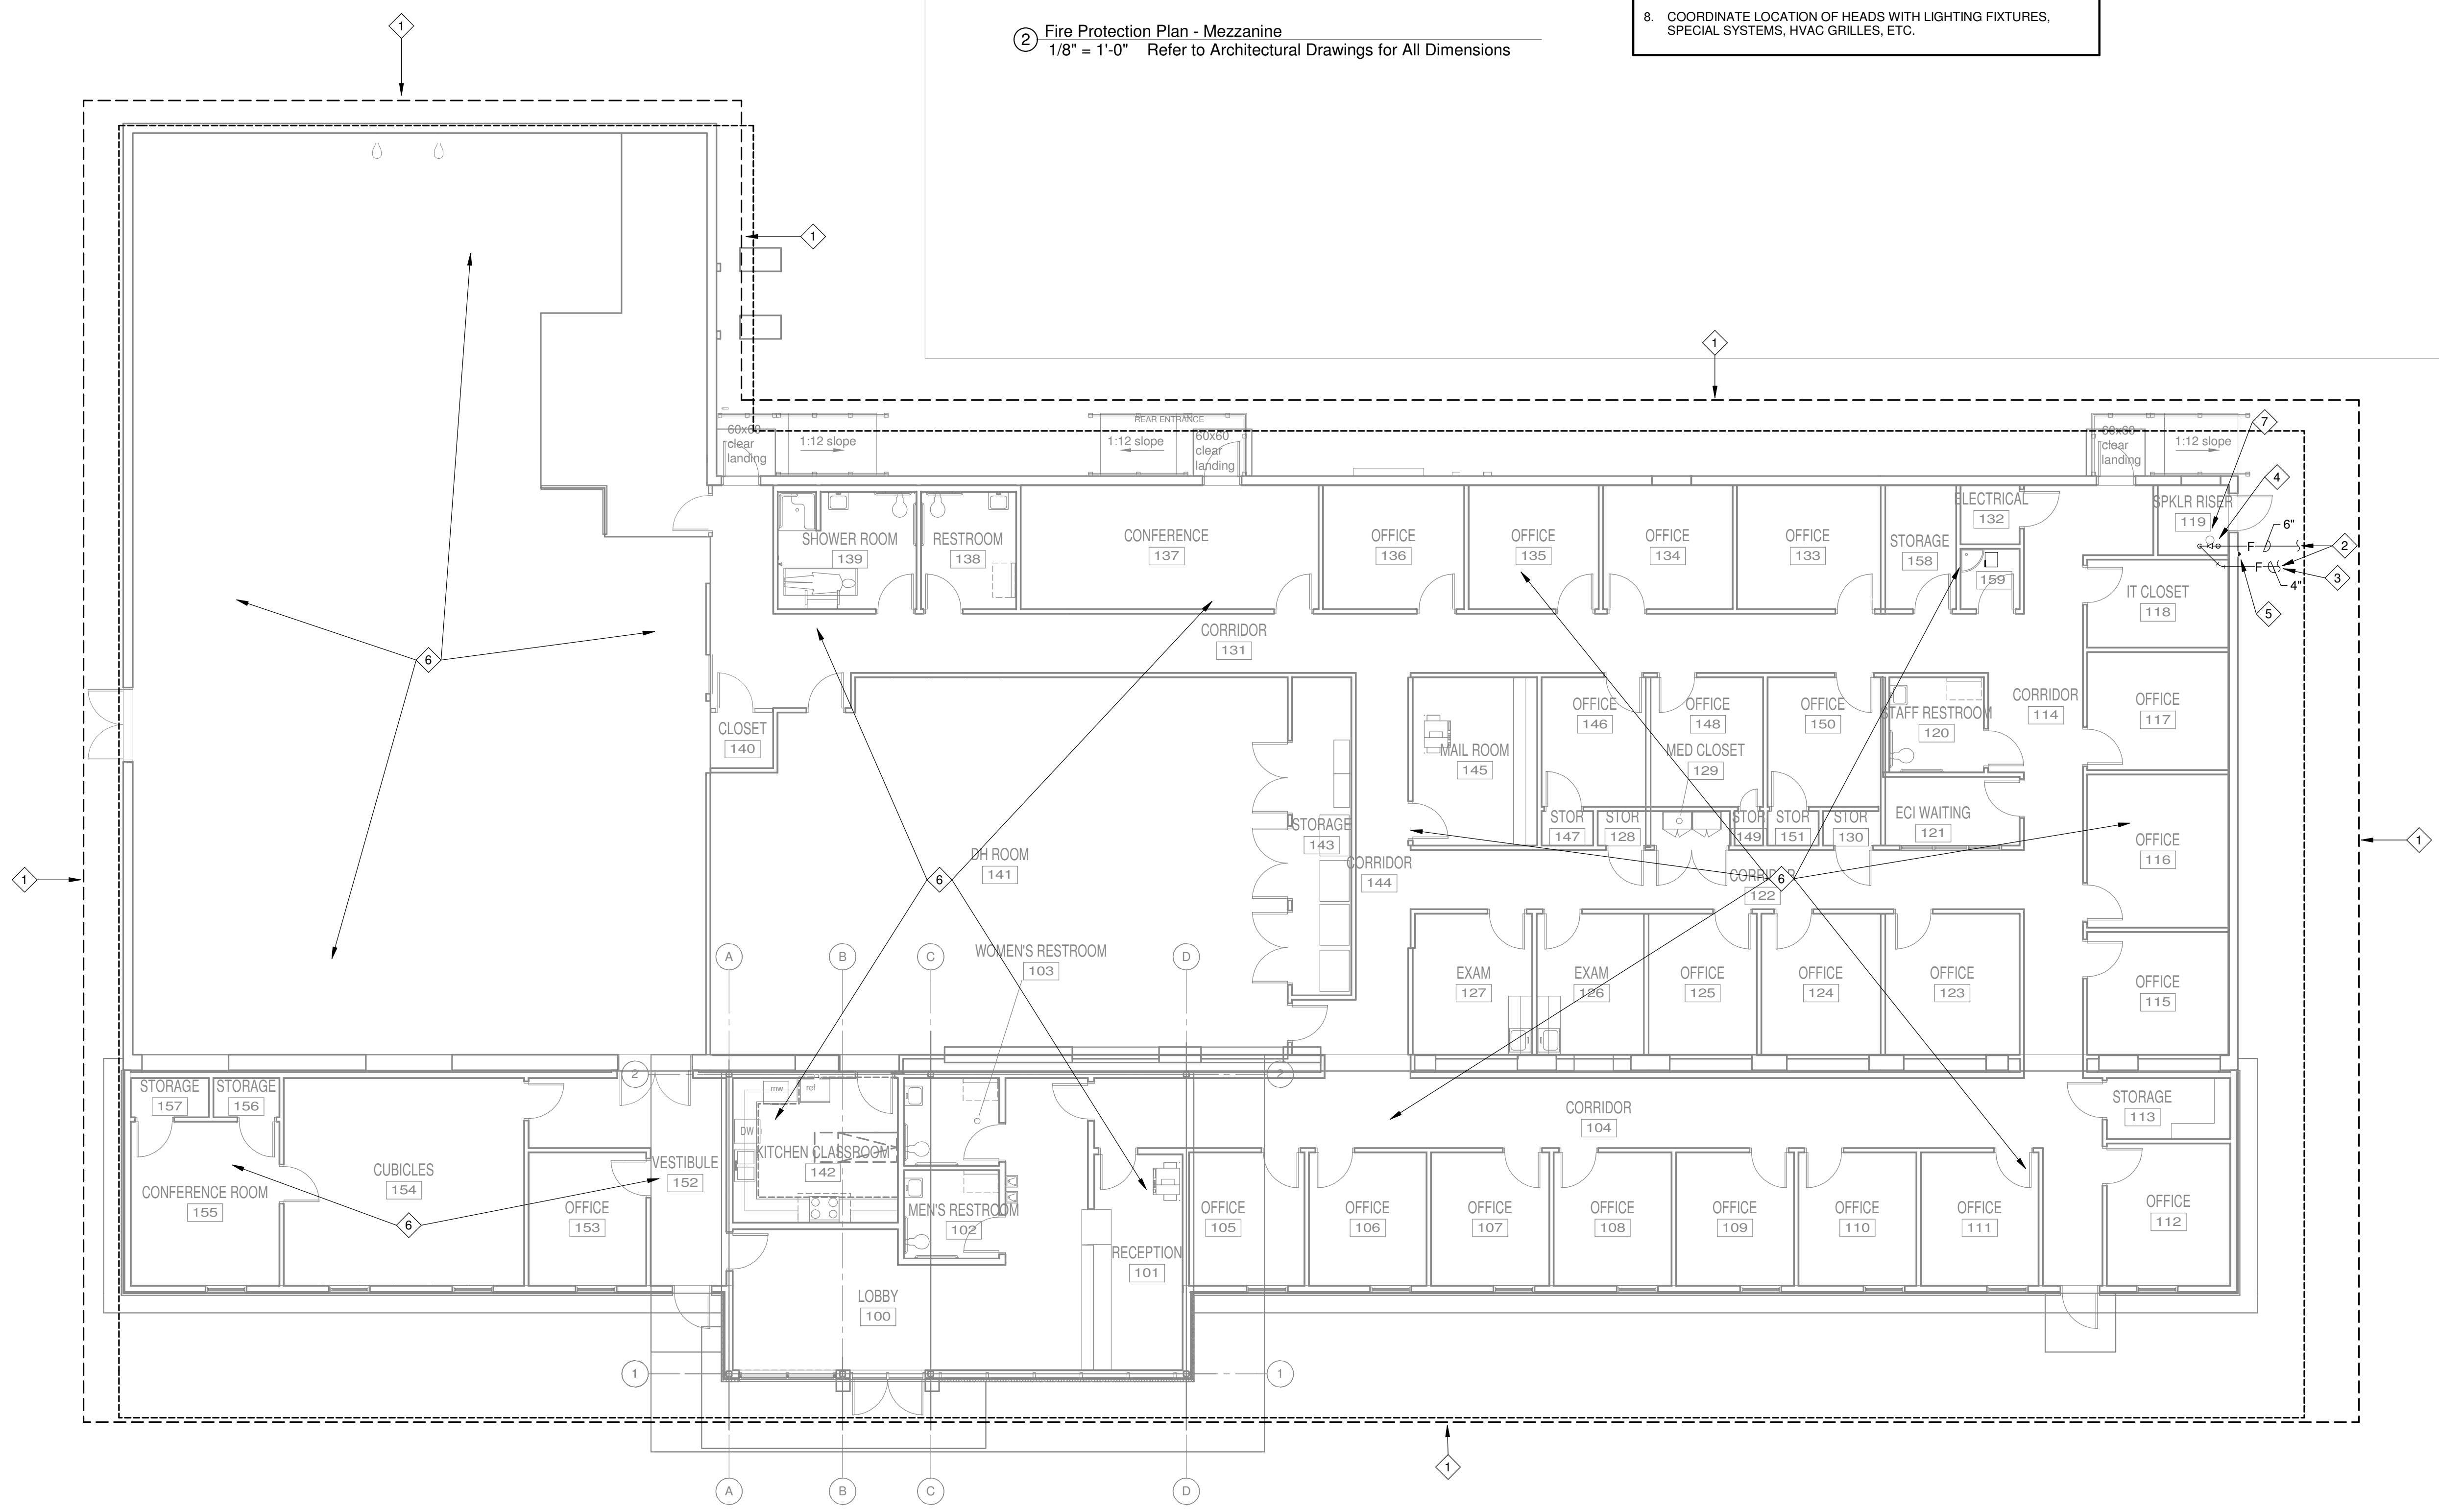 8. COORDINATE LOCATION OF HEADS WITH LIGHTING FIXTURES,
SPECIAL SYSTEMS, HVAC GRILLES, ETC.
2 Fire Protection Plan - Mezzanine
1/8" = 1'-0" Refer to Architectural Drawings for All Dimensions
1
1
1
REAR ENTRANCE
60x60
clear
landing
1:12 slope
1:12 slope
60x60
clear
landing
60x60
clear
landing
1:12 slope
7
4
6"
2
3
4"
5
F
F
SPKLR RISER
119
ELECTRICAL
132
SHOWER ROOM
139
RESTROOM
138
CONFERENCE
137
OFFICE
136
OFFICE
135
OFFICE
134
OFFICE
133
STORAGE
158
159
IT CLOSET
118
CORRIDOR
131
6
CLOSET
140
OFFICE
146
OFFICE
148
OFFICE
150
STAFF RESTROOM
120
CORRIDOR
114
OFFICE
117
MAIL ROOM
145
MED CLOSET
129
STORAGE
143
STOR
147
STOR
128
STOR
149
STOR
151
STOR
130
ECI WAITING
121
OFFICE
116
1
1
DH ROOM
141
6
CORRIDOR
144
CORRIDOR
122
6
WOMEN'S RESTROOM
103
A
B
C
D
EXAM
127
EXAM
126
OFFICE
125
OFFICE
124
OFFICE
123
OFFICE
115
2
2
STORAGE
157
STORAGE
156
mw
ref
DW
KITCHEN CLASSROOM
142
CORRIDOR
104
STORAGE
113
CONFERENCE ROOM
155
CUBICLES
154
VESTIBULE
152
6
OFFICE
153
MEN'S RESTROOM
102
RECEPTION
101
OFFICE
105
OFFICE
106
OFFICE
107
OFFICE
108
OFFICE
109
OFFICE
110
OFFICE
111
OFFICE
112
LOBBY
100
1
1
1
A
B
C
D